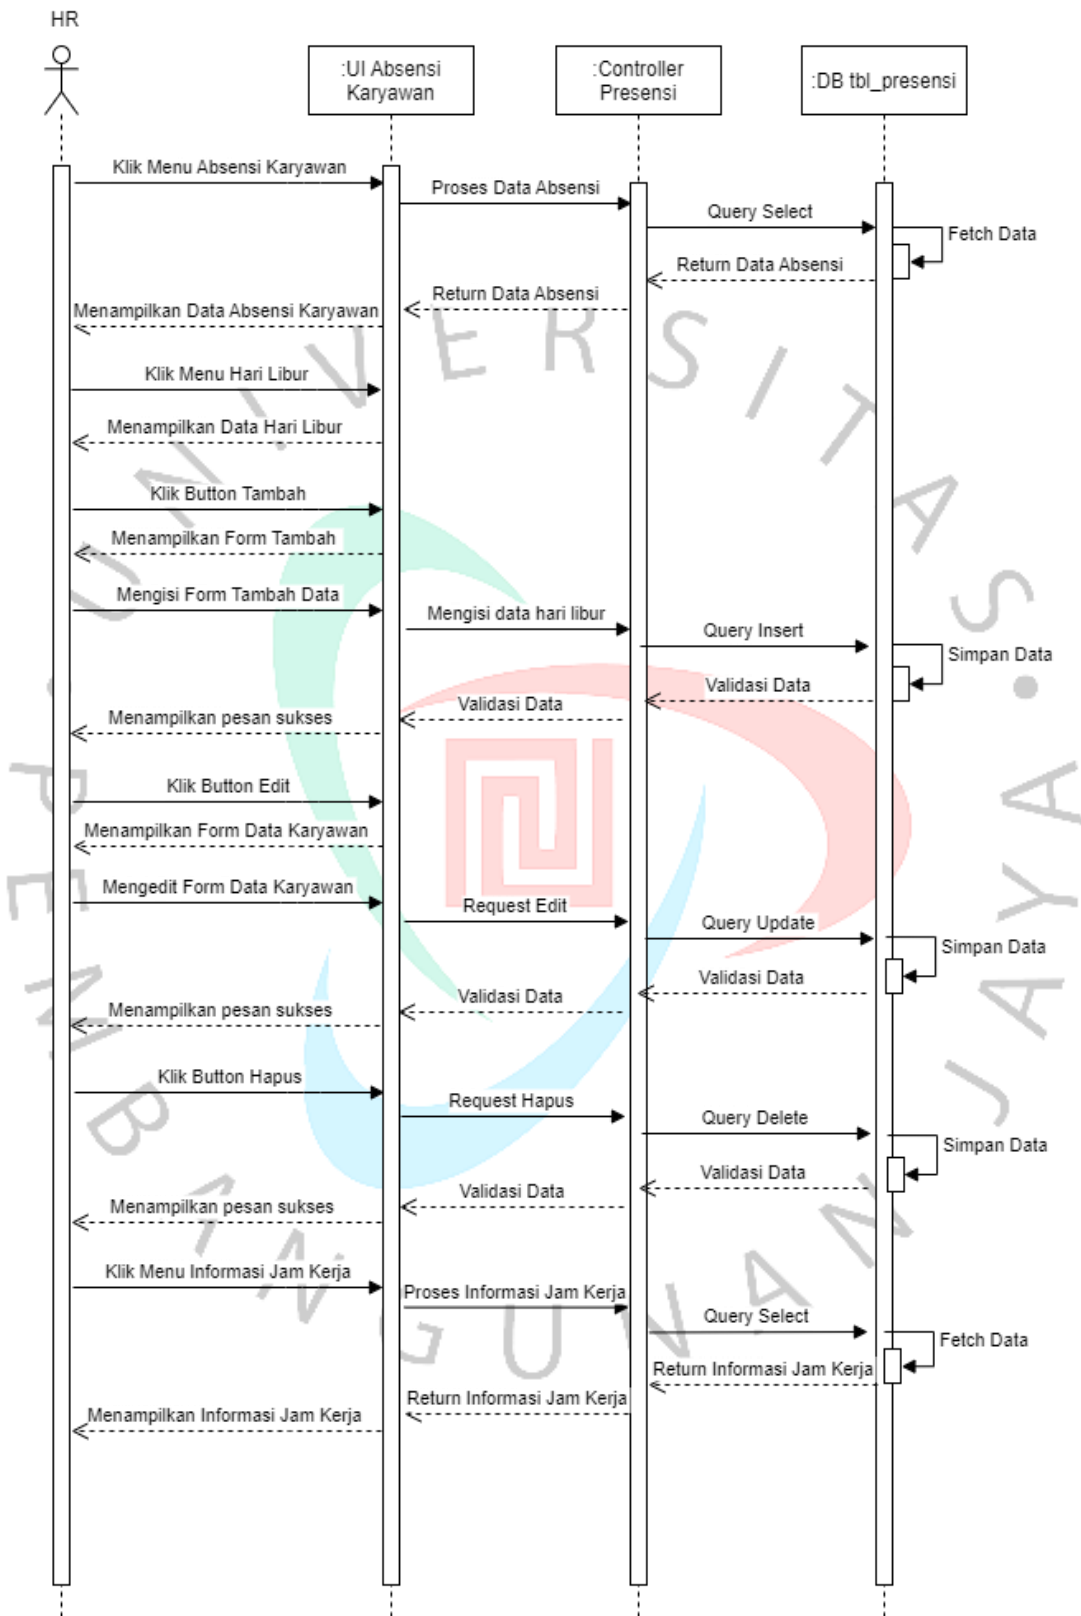 HR
:UI Absensi
Karyawan
:Controller
Presensi
:DB tbl_presensi
Klik Menu Absensi Karyawan
Proses Data Absensi
Query Select
Fetch Data
Return Data Absensi
Return Data Absensi
Menampilkan Data Absensi Karyawan
Klik Menu Hari Libur
Menampilkan Data Hari Libur
Klik Button Tambah
Menampilkan Form Tambah
Mengisi Form Tambah Data
Mengisi data hari libur
Query Insert
Simpan Data
Validasi Data
Validasi Data
Menampilkan pesan sukses
Klik Button Edit
Menampilkan Form Data Karyawan
Mengedit Form Data Karyawan
Request Edit
Query Update
Simpan Data
Validasi Data
Validasi Data
Menampilkan pesan sukses
Klik Button Hapus
Request Hapus
Query Delete
Simpan Data
Validasi Data
Validasi Data
Menampilkan pesan sukses
Klik Menu Informasi Jam Kerja
Proses Informasi Jam Kerja
Query Select
Fetch Data
Return Informasi Jam Kerja
Return Informasi Jam Kerja
Menampilkan Informasi Jam Kerja
UNIVERSITAS
PEMBANGUNAN JAYA